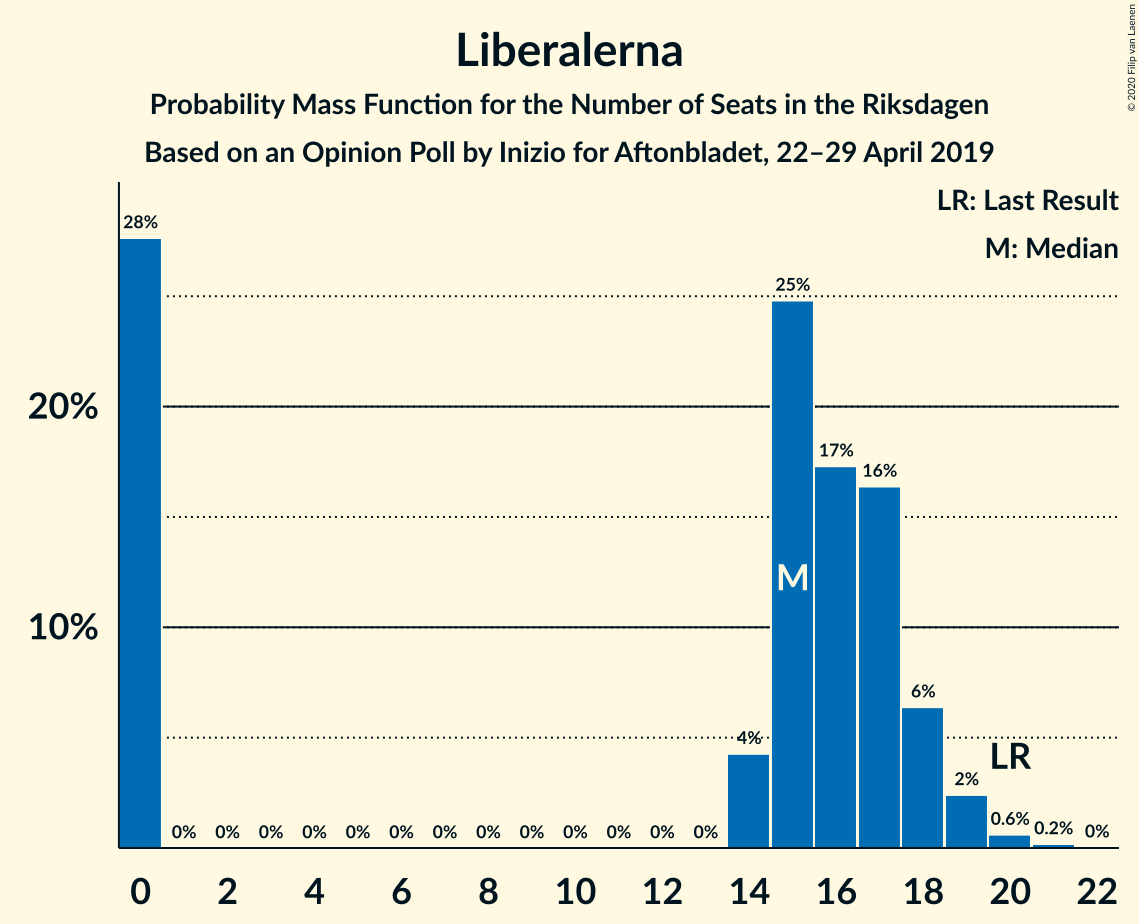 Liberalerna
Probability Mass Function for the Number of Seats in the Riksdagen
Based on an Opinion Poll by Inizio for Aftonbladet, 22–29 April 2019
© 2020 Filip van Laenen
LR: Last Result
M: Median
28%
25%
20%
17%
16%
M
10%
6%
4%
LR
2%
0.6%
0.2%
0% 0% 0% 0% 0% 0% 0% 0% 0% 0% 0% 0% 0% 0%
0 2 4 6 8 10 12 14 16 18 20 22